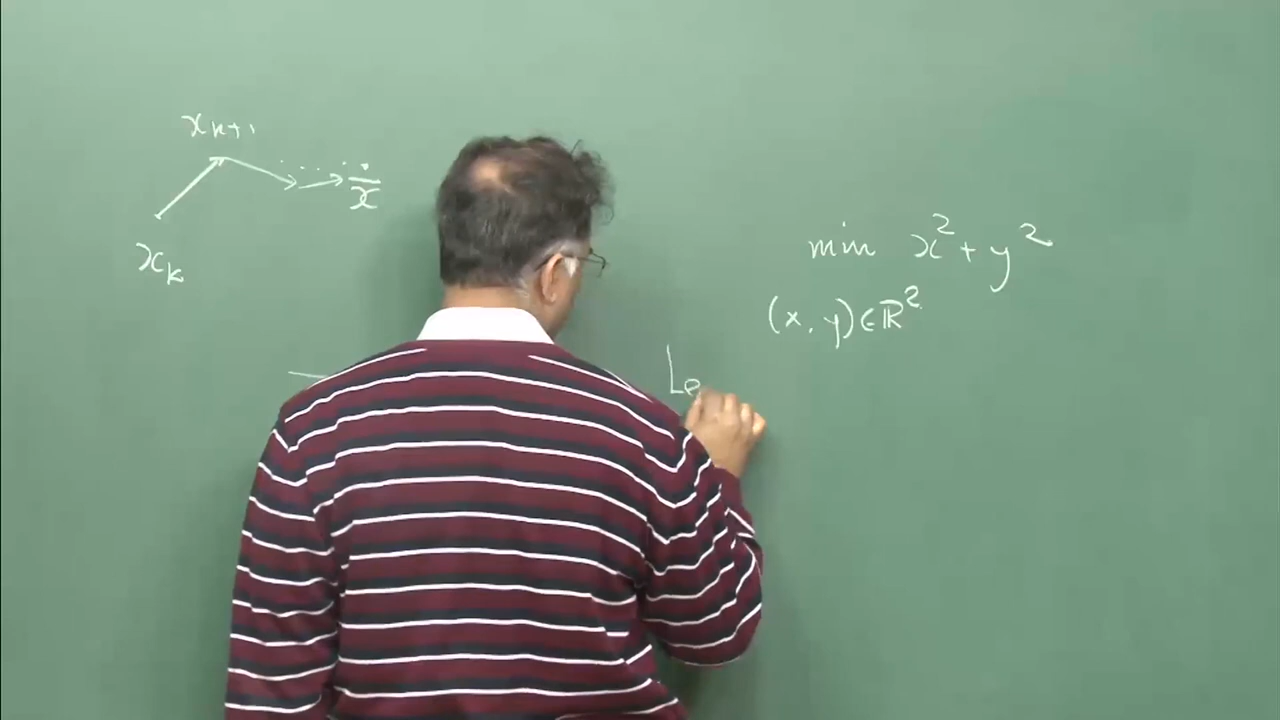 x_{k+1}
x̄
x_k
min x² + y²
(x, y) ∈ ℝ²
Le